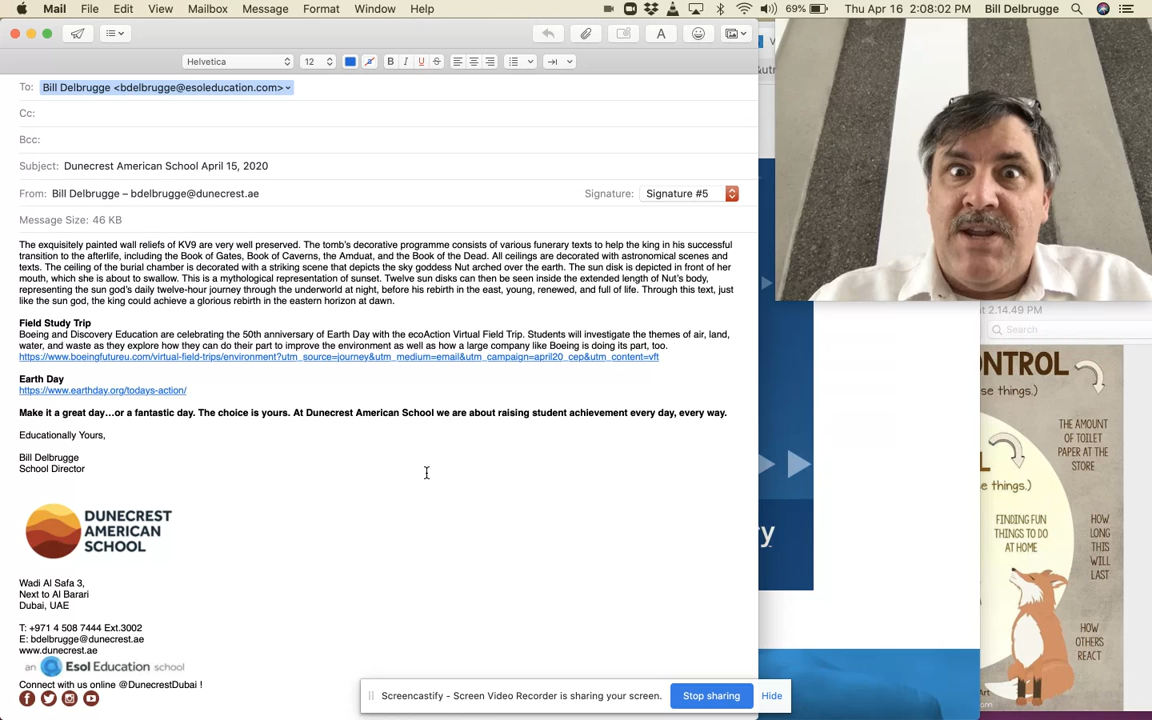 Mail File Edit View Mailbox Message Format Window Help 69% Thu Apr 16 2:08:02 PM Bill Delbrugge
Helvetica 12 A B I U S
To: Bill Delbrugge <bdelbrugge@esoleducation.com>
Cc:
Bcc:
Subject: Dunecrest American School April 15, 2020
From: Bill Delbrugge – bdelbrugge@dunecrest.ae Signature: Signature #5
Message Size: 46 KB
The exquisitely painted wall reliefs of KV9 are very well preserved. The tomb's decorative programme consists of various funerary texts to help the king in his successful
transition to the afterlife, including the Book of Gates, Book of Caverns, the Amduat, and the Book of the Dead. All ceilings are decorated with astronomical scenes and
texts. The ceiling of the burial chamber is decorated with a striking scene that depicts the sky goddess Nut arched over the earth. The sun disk is depicted in front of her
mouth, which she is about to swallow. This is a mythological representation of sunset. Twelve sun disks can then be seen inside the extended length of Nut's body,
representing the sun god's daily twelve-hour journey through the underworld at night, before his rebirth in the east, young, renewed, and full of life. Through this text, just
like the sun god, the king could achieve a glorious rebirth in the eastern horizon at dawn.
Field Study Trip
Boeing and Discovery Education are celebrating the 50th anniversary of Earth Day with the ecoAction Virtual Field Trip. Students will investigate the themes of air, land,
water, and waste as they explore how they can do their part to improve the environment as well as how a large company like Boeing is doing its part, too.
https://www.boeingfutureu.com/virtual-field-trips/environment?utm_source=journey&utm_medium=email&utm_campaign=april20_cep&utm_content=vft
Earth Day
https://www.earthday.org/todays-action/
Make it a great day…or a fantastic day. The choice is yours. At Dunecrest American School we are about raising student achievement every day, every way.
Educationally Yours,
Bill Delbrugge
School Director
DUNECREST
AMERICAN
SCHOOL
Wadi Al Safa 3,
Next to Al Barari
Dubai, UAE
T: +971 4 508 7444 Ext.3002
E: bdelbrugge@dunecrest.ae
www.dunecrest.ae
an Esol Education school
Connect with us online @DunecrestDubai !
Screencastify - Screen Video Recorder is sharing your screen. Stop sharing Hide
&utr
ry
at 2.14.49 PM
Search
NTROL
se things.)
THE AMOUNT
OF TOILET
PAPER AT THE
STORE
L
se things.)
FINDING FUN
THINGS TO DO
AT HOME
HOW
LONG
THIS
WILL
LAST
HOW
OTHERS
REACT
Art
om